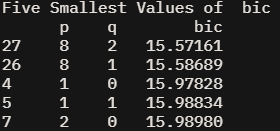 Five Smallest Values of  bic
p q bic
27 8 2 15.57161
26 8 1 15.58689
4 1 0 15.97828
5 1 1 15.98834
7 2 0 15.98980